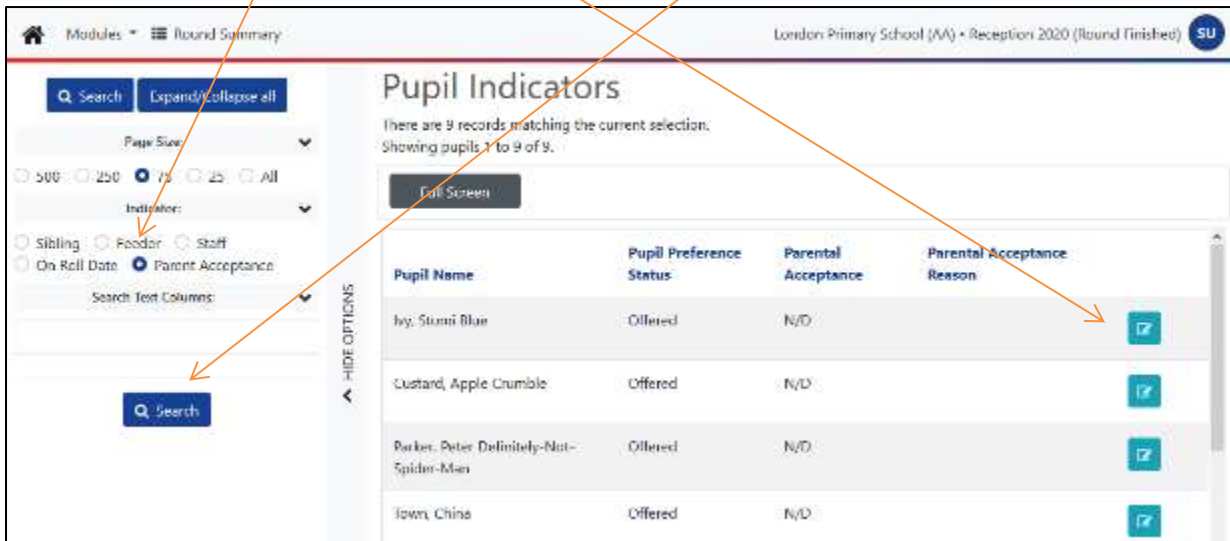 Modules Round Summary London Primary School (AA) • Reception 2020 (Round Finished) SU
Search Expand/Collapse all
Page Size:
500 250 75 25 All
Indicator:
Sibling Feeder Staff
On Roll Date Parent Acceptance
Search Text Columns:
Search
HIDE OPTIONS
Pupil Indicators
There are 9 records matching the current selection.
Showing pupils 1 to 9 of 9.
Full Screen
Pupil Name Pupil Preference Status Parental Acceptance Parental Acceptance Reason
Ivy, Blue Offered N/D
Custard, Apple Crumble Offered N/D
Parker, Peter Definitely-Not-
Spider-Man Offered N/D
Town, China Offered N/D